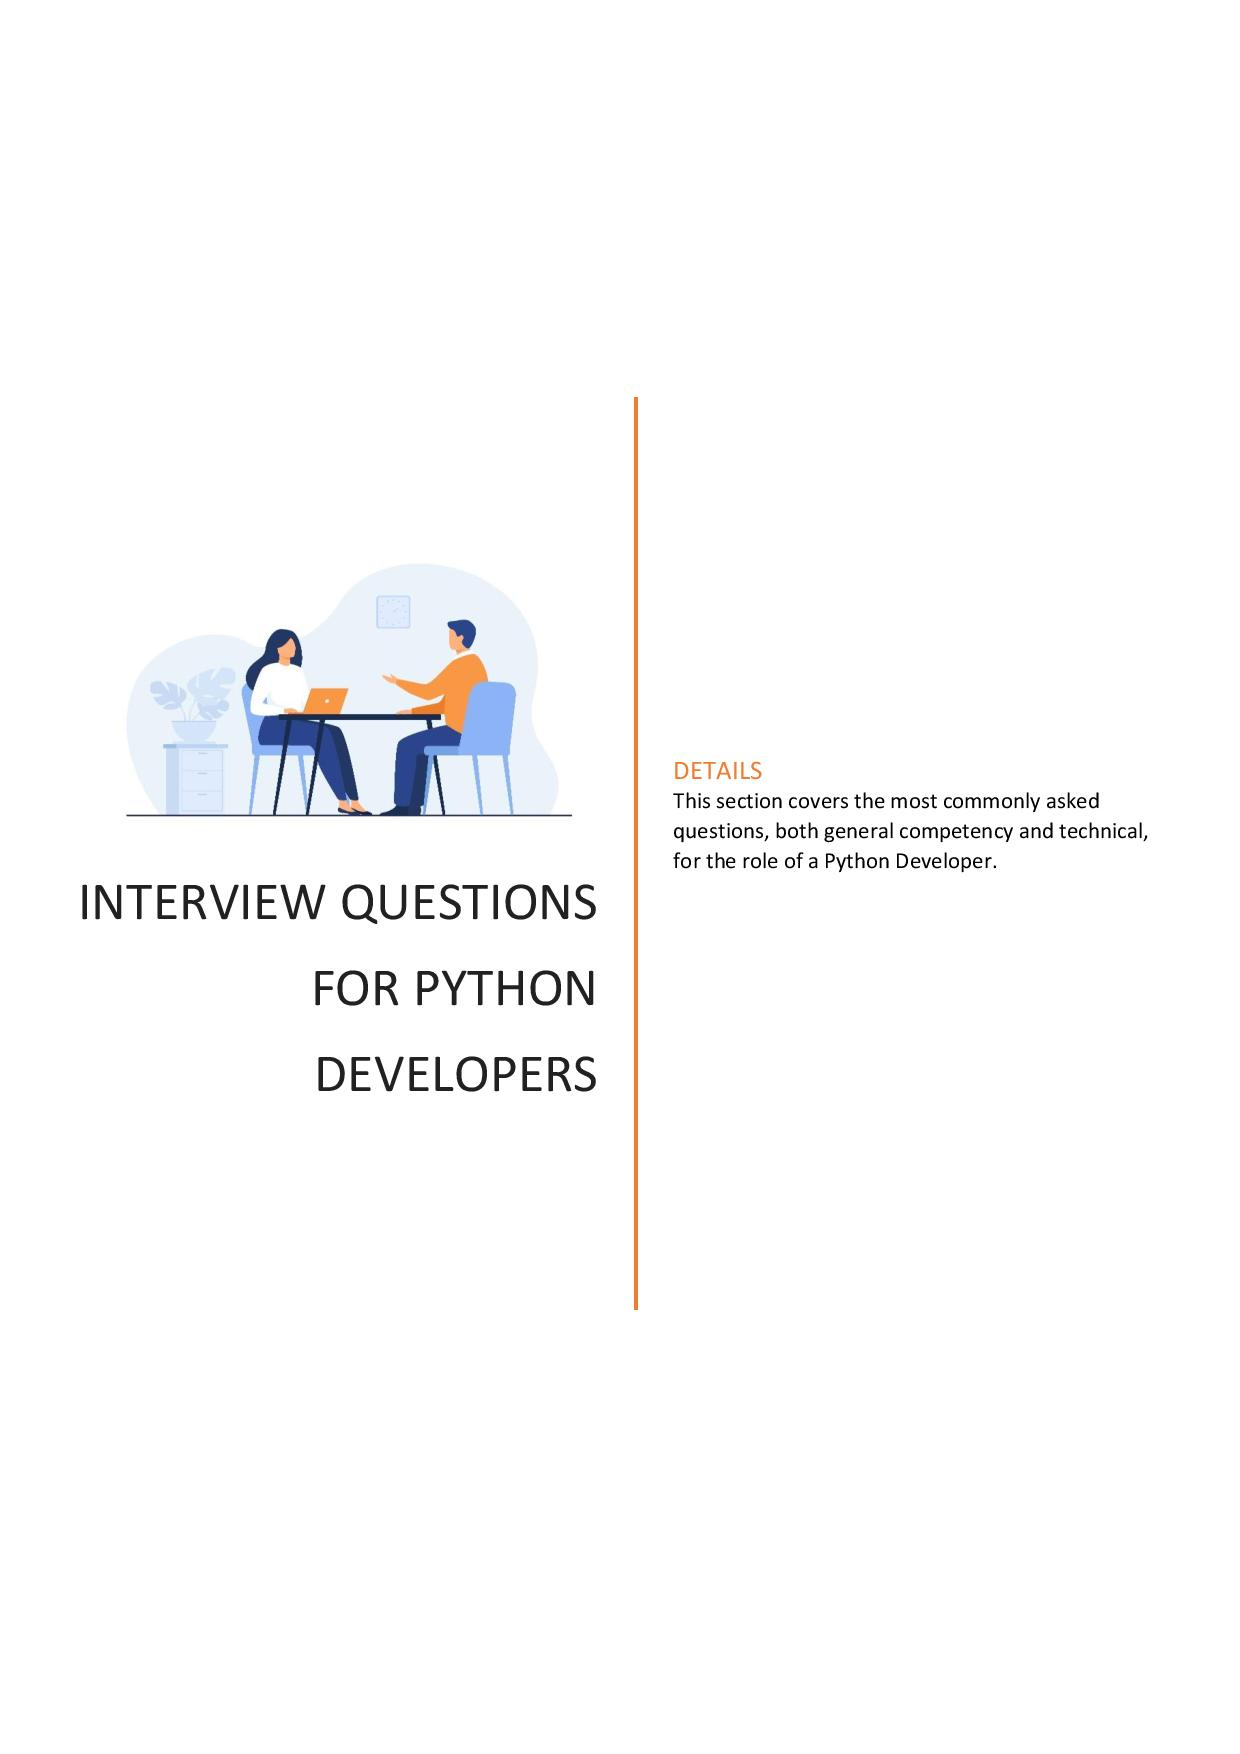 INTERVIEW QUESTIONS
FOR PYTHON
DEVELOPERS
DETAILS
This section covers the most commonly asked
questions, both general competency and technical,
for the role of a Python Developer.